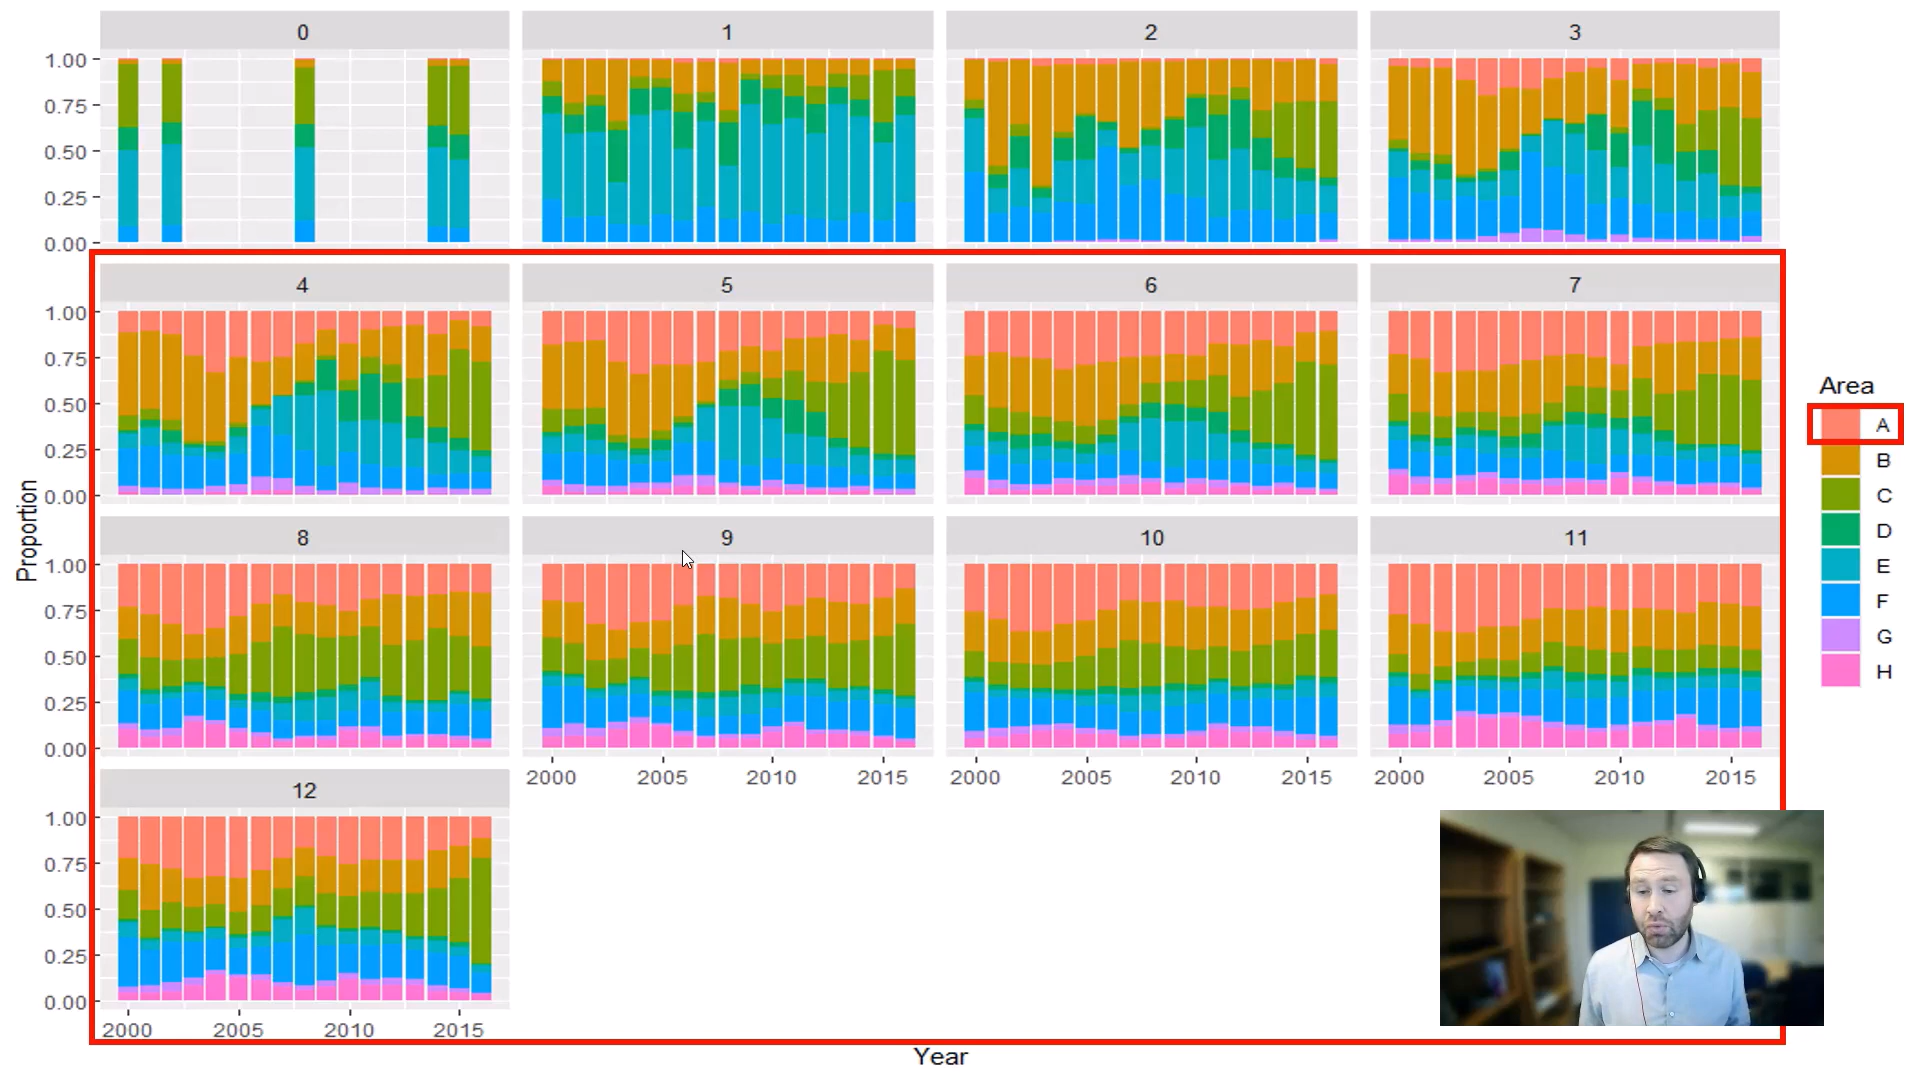 0 1 2 3
1.00
0.75
0.50
0.25
0.00
4 5 6 7
1.00
0.75
0.50
0.25
0.00
8 9 10 11
1.00
0.75
0.50
0.25
0.00
2000 2005 2010 2015 2000 2005 2010 2015 2000 2005 2010 2015
12
1.00
0.75
0.50
0.25
0.00
2000 2005 2010 2015
Proportion
Year
Area
A
B
C
D
E
F
G
H